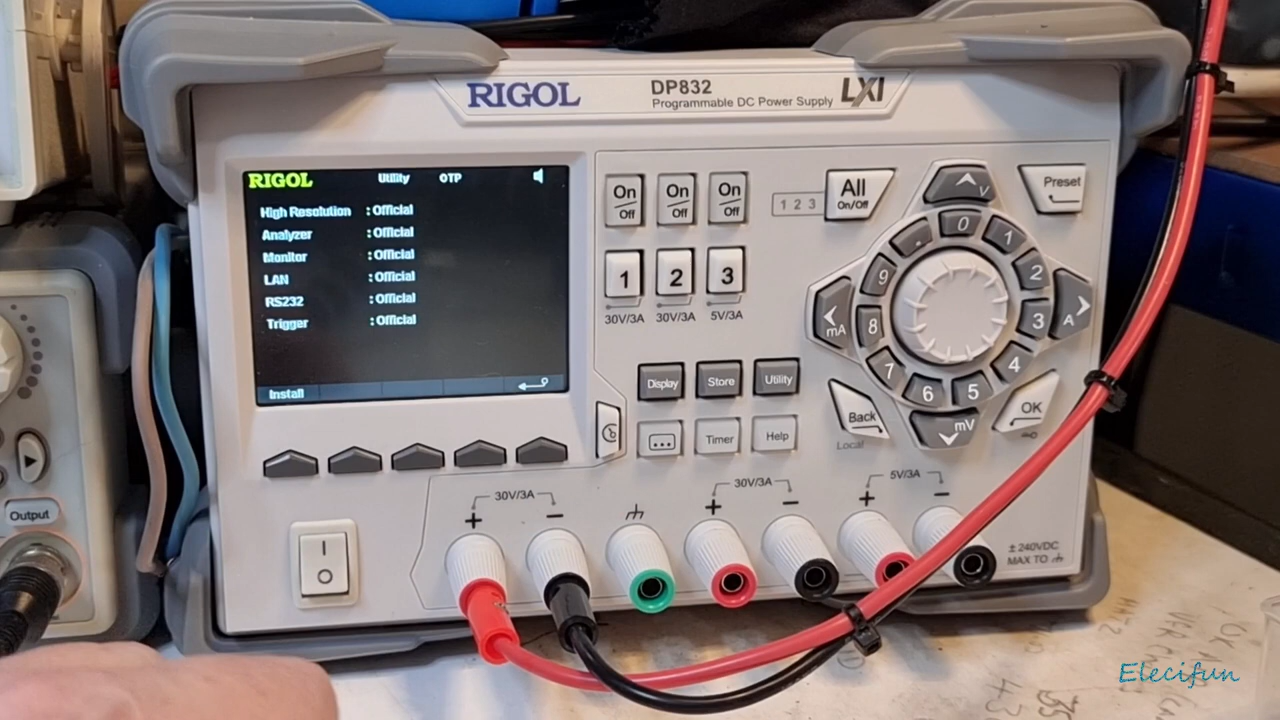 RIGOL
DP832
Programmable DC Power Supply
LXI
RIGOL Utility OTP
High Resolution : Official
Analyzer : Official
Monitor : Official
LAN : Official
RS232 : Official
Trigger : Official
Install
On Off
On Off
On Off
1 2 3
All On/Off
Preset
1 2 3
30V/3A 30V/3A 5V/3A
V
. 0 1 2 3 4 5 6 7 8 9
mA
A
mV
Display Store Utility
... Timer Help
Back
Local
OK
30V/3A
+ −
30V/3A
+ −
5V/3A
+ −
± 240VDC
MAX TO
Output
Elecifun